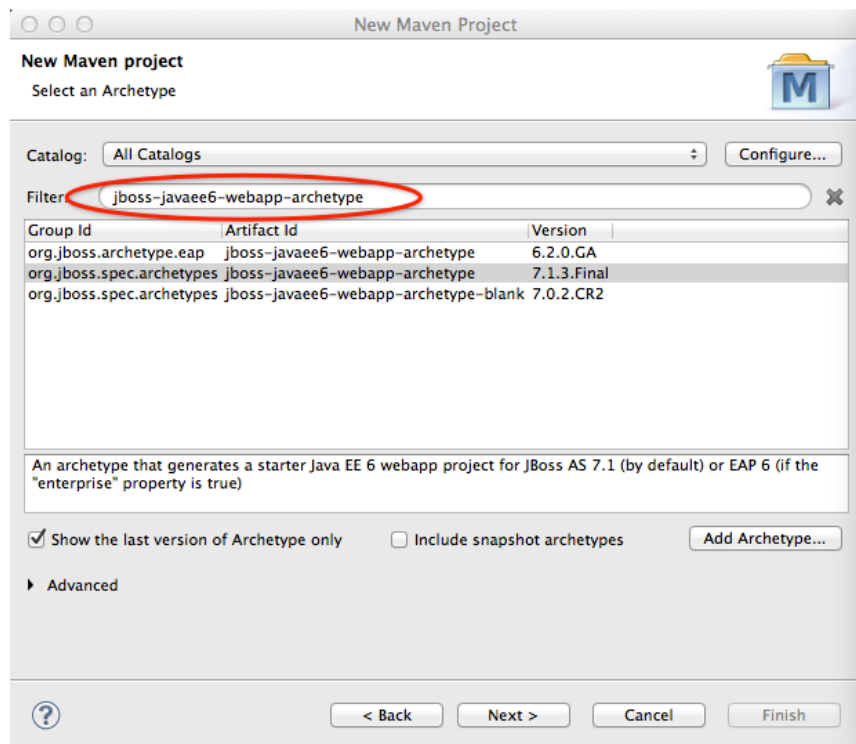 New Maven Project
New Maven project
Select an Archetype
M
Catalog: All Catalogs Configure...
Filter: jboss-javaee6-webapp-archetype
Group Id Artifact Id Version
org.jboss.archetype.eap jboss-javaee6-webapp-archetype 6.2.0.GA
org.jboss.spec.archetypes jboss-javaee6-webapp-archetype 7.1.3.Final
org.jboss.spec.archetypes jboss-javaee6-webapp-archetype-blank 7.0.2.CR2
An archetype that generates a starter Java EE 6 webapp project for JBoss AS 7.1 (by default) or EAP 6 (if the
"enterprise" property is true)
Show the last version of Archetype only Include snapshot archetypes Add Archetype...
Advanced
? < Back Next > Cancel Finish